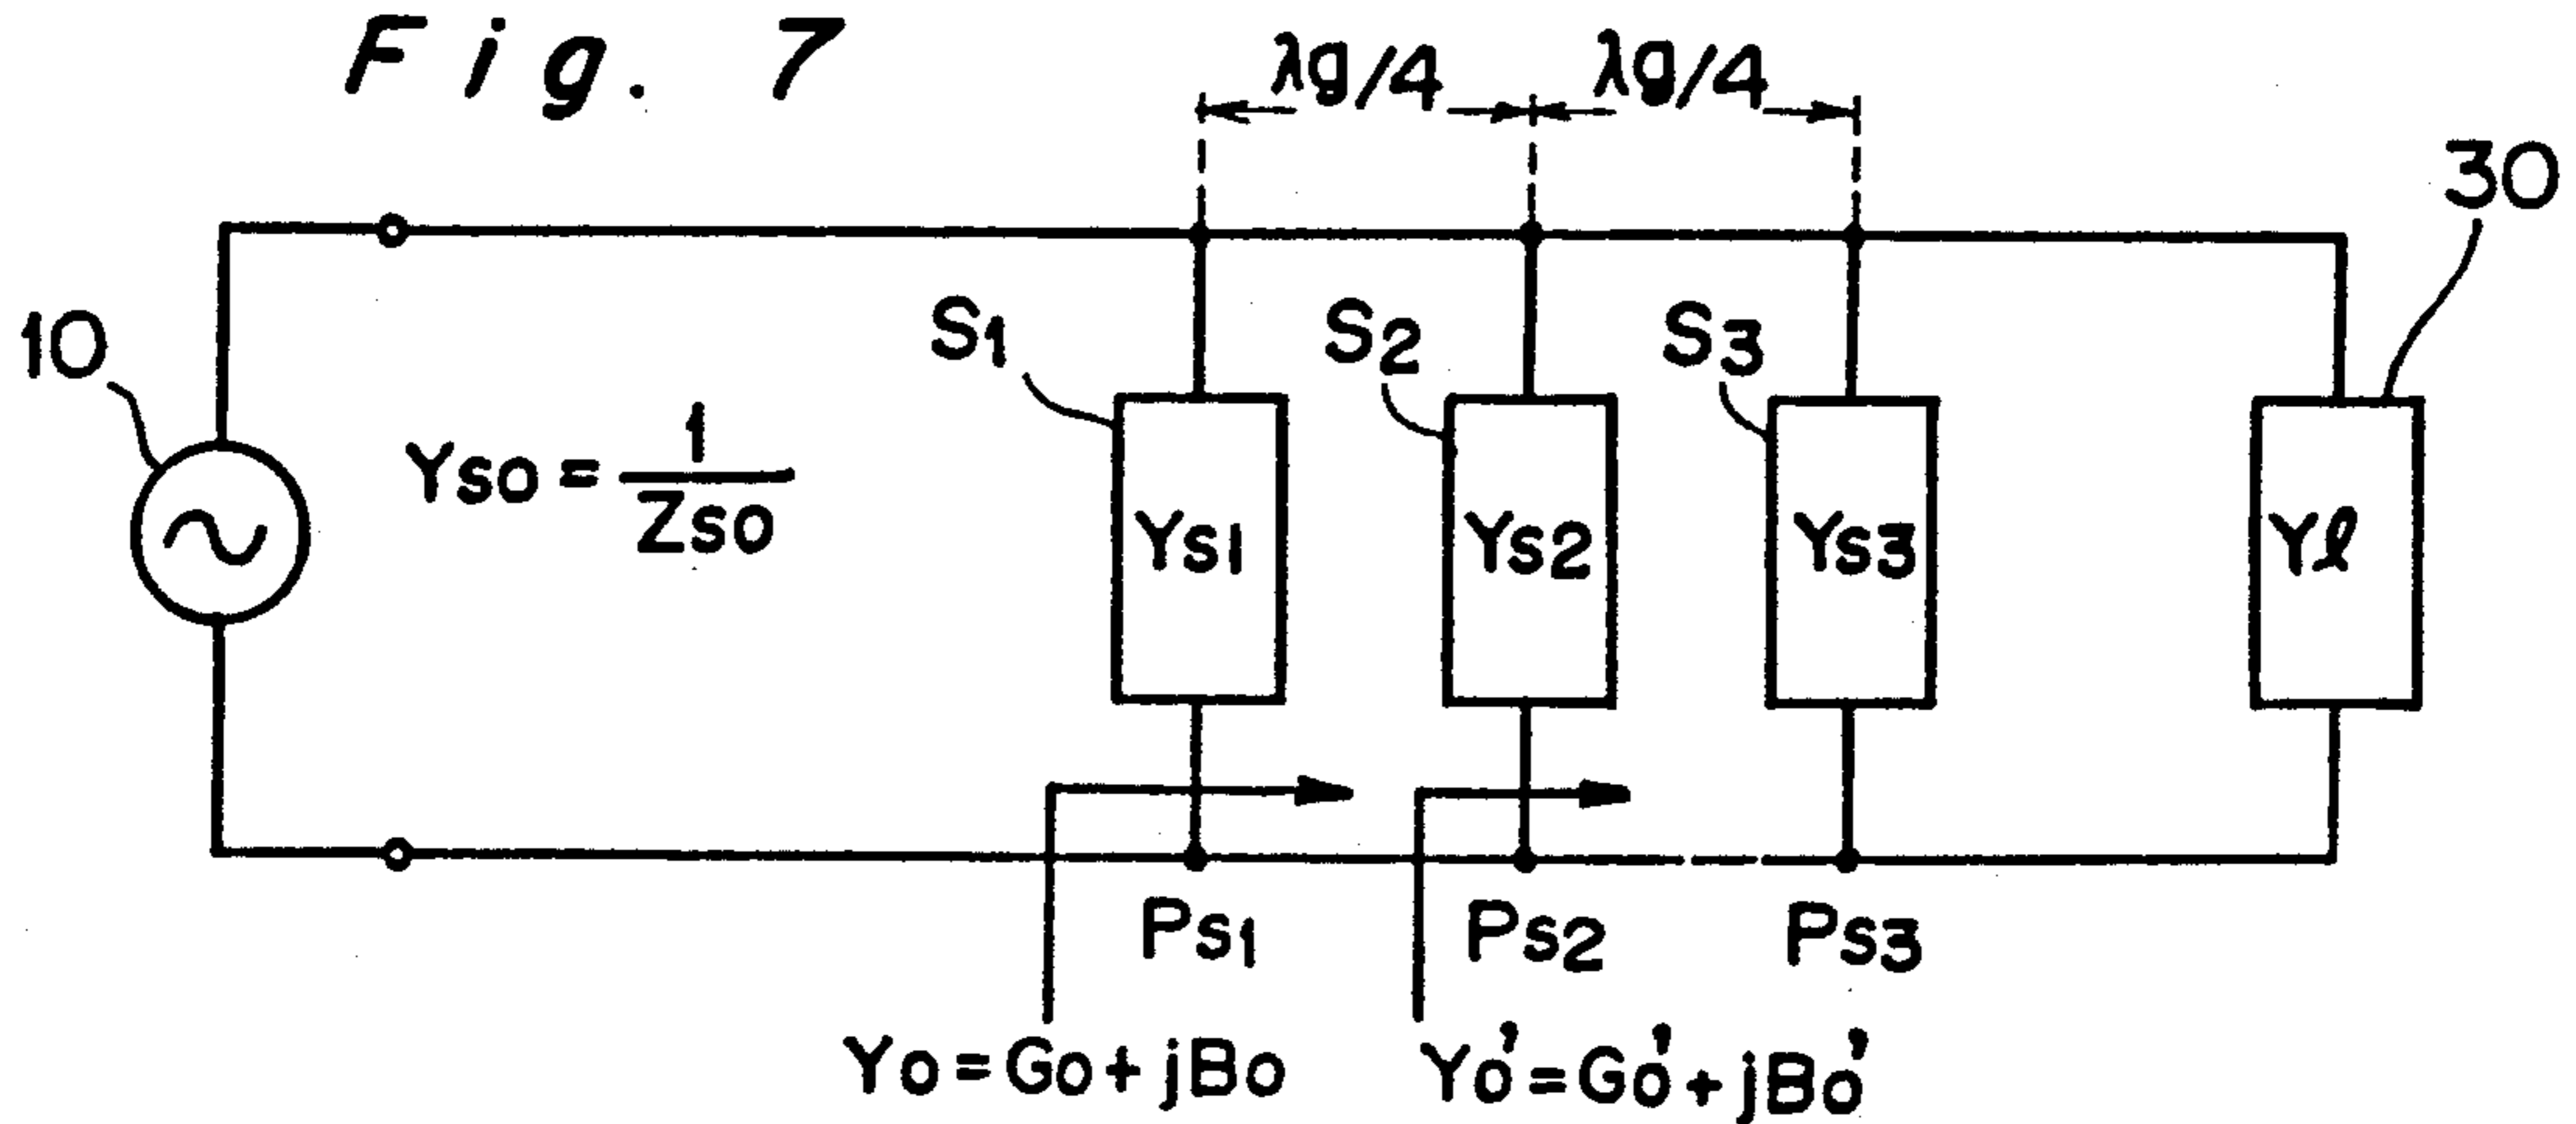 Fig. 7
λg/4 λg/4
30
10
S1 S2 S3
Yso = 1/Zso
Ys1 Ys2 Ys3 Yℓ
Ps1 Ps2 Ps3
Yo = Go + jBo Yo' = Go' + jBo'